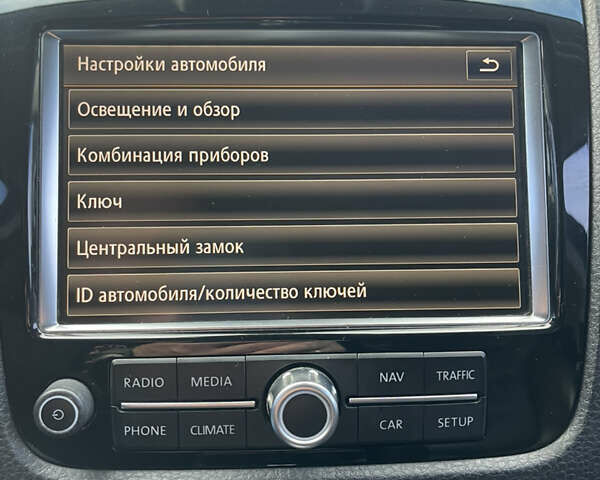 Настройки автомобиля
Освещение и обзор
Комбинация приборов
Ключ
Центральный замок
ID автомобиля/количество ключей
RADIO MEDIA NAV TRAFFIC
PHONE CLIMATE CAR SETUP